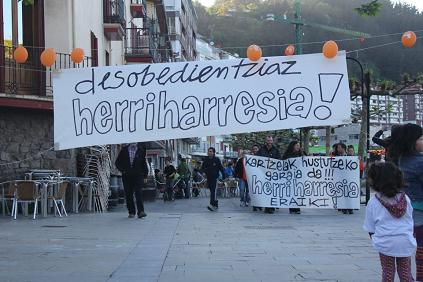 desobedientziaz
herriharresia!
kartzelak hustutzeko
garaia da!!!
herriharresia
ERAIKI